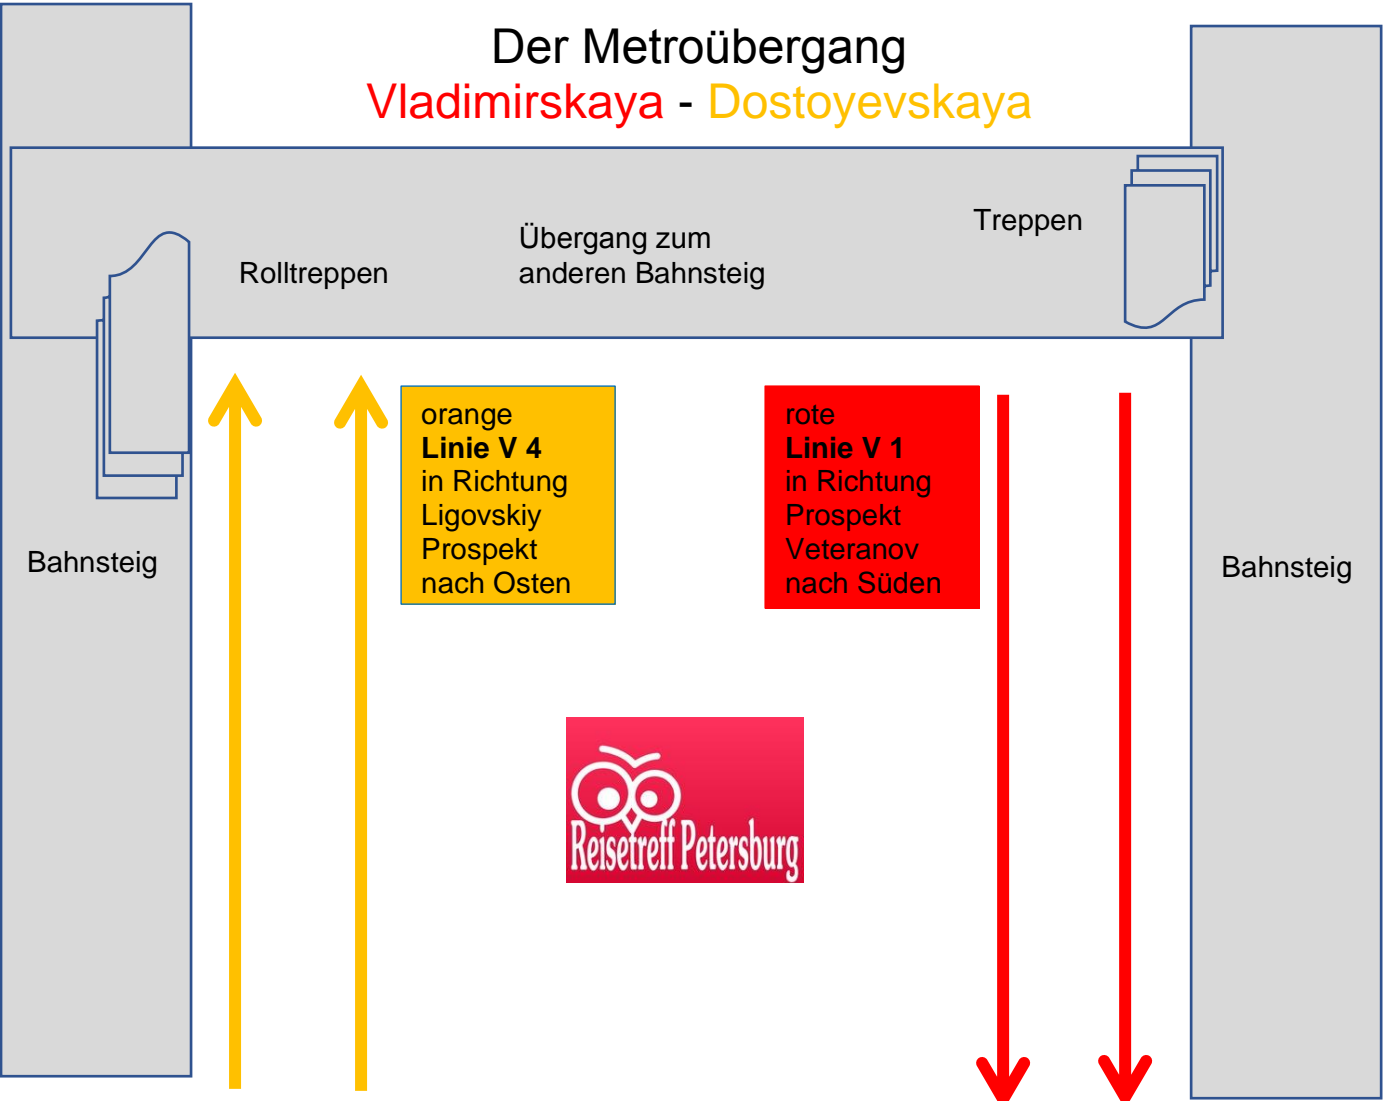 Der Metroübergang
Vladimirskaya - Dostoyevskaya
Treppen
Übergang zum
anderen Bahnsteig
Rolltreppen
orange
Linie V 4
in Richtung
Ligovskiy
Prospekt
nach Osten
rote
Linie V 1
in Richtung
Prospekt
Veteranov
nach Süden
Bahnsteig
Bahnsteig
Reisetreff Petersburg